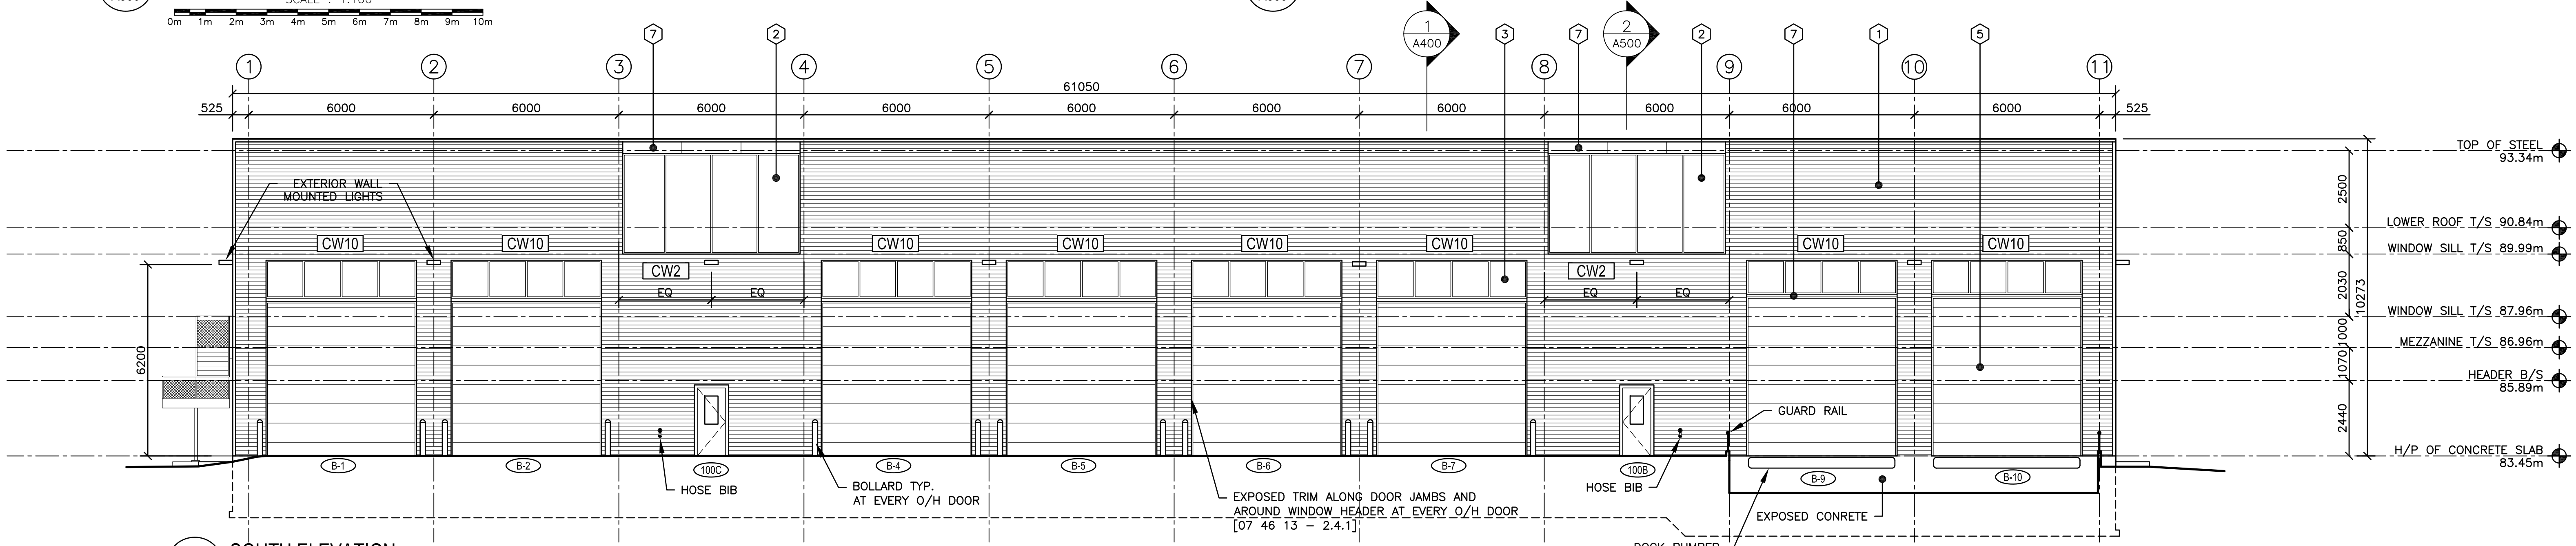 SCALE : 1:100
0m 1m 2m 3m 4m 5m 6m 7m 8m 9m 10m
7 2 1 3 7 2 2 7 1 5
A400 A500
1 2 3 4 5 6 7 8 9 10 11
61050
525 6000 6000 6000 6000 6000 6000 6000 6000 6000 6000 525
TOP OF STEEL
93.34m
EXTERIOR WALL
MOUNTED LIGHTS
2500
LOWER ROOF T/S 90.84m
CW10 CW10 CW10 CW10 CW10 CW10 CW10 CW10
850
WINDOW SILL T/S 89.99m
CW2 CW2
EQ EQ EQ EQ
2030
10273
WINDOW SILL T/S 87.96m
1000
MEZZANINE T/S 86.96m
6200
1070
HEADER B/S
85.89m
GUARD RAIL
2440
H/P OF CONCRETE SLAB
83.45m
B-1 B-2 100C B-4 B-5 B-6 B-7 100B B-9 B-10
HOSE BIB
BOLLARD TYP.
AT EVERY O/H DOOR
EXPOSED TRIM ALONG DOOR JAMBS AND
AROUND WINDOW HEADER AT EVERY O/H DOOR
[07 46 13 - 2.4.1]
HOSE BIB
EXPOSED CONRETE
SOUTH ELEVATION
DOCK BUMPER